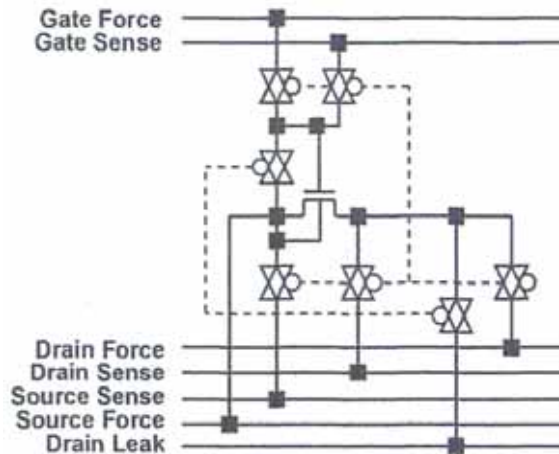 Gate Force
Gate Sense
Drain Force
Drain Sense
Source Sense
Source Force
Drain Leak